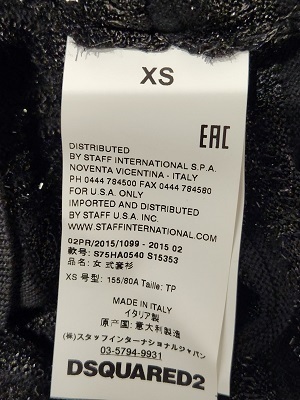 XS
EAC
DISTRIBUTED
BY STAFF INTERNATIONAL S.P.A.
NOVENTA VICENTINA - ITALY
PH 0444 784500 FAX 0444 784580
FOR U.S.A. ONLY
IMPORTED AND DISTRIBUTED
BY STAFF U.S.A. INC.
WWW.STAFFINTERNATIONAL.COM
02PR/2015/1099 - 2015 02
款号: S75HA0540 S15353
品名: 女式套衫
XS 号型: 155/80A Taille: TP
MADE IN ITALY
イタリア製
原产国: 意大利制造
(株)スタッフインターナショナルジャパン
03-5794-9931
DSQUARED2